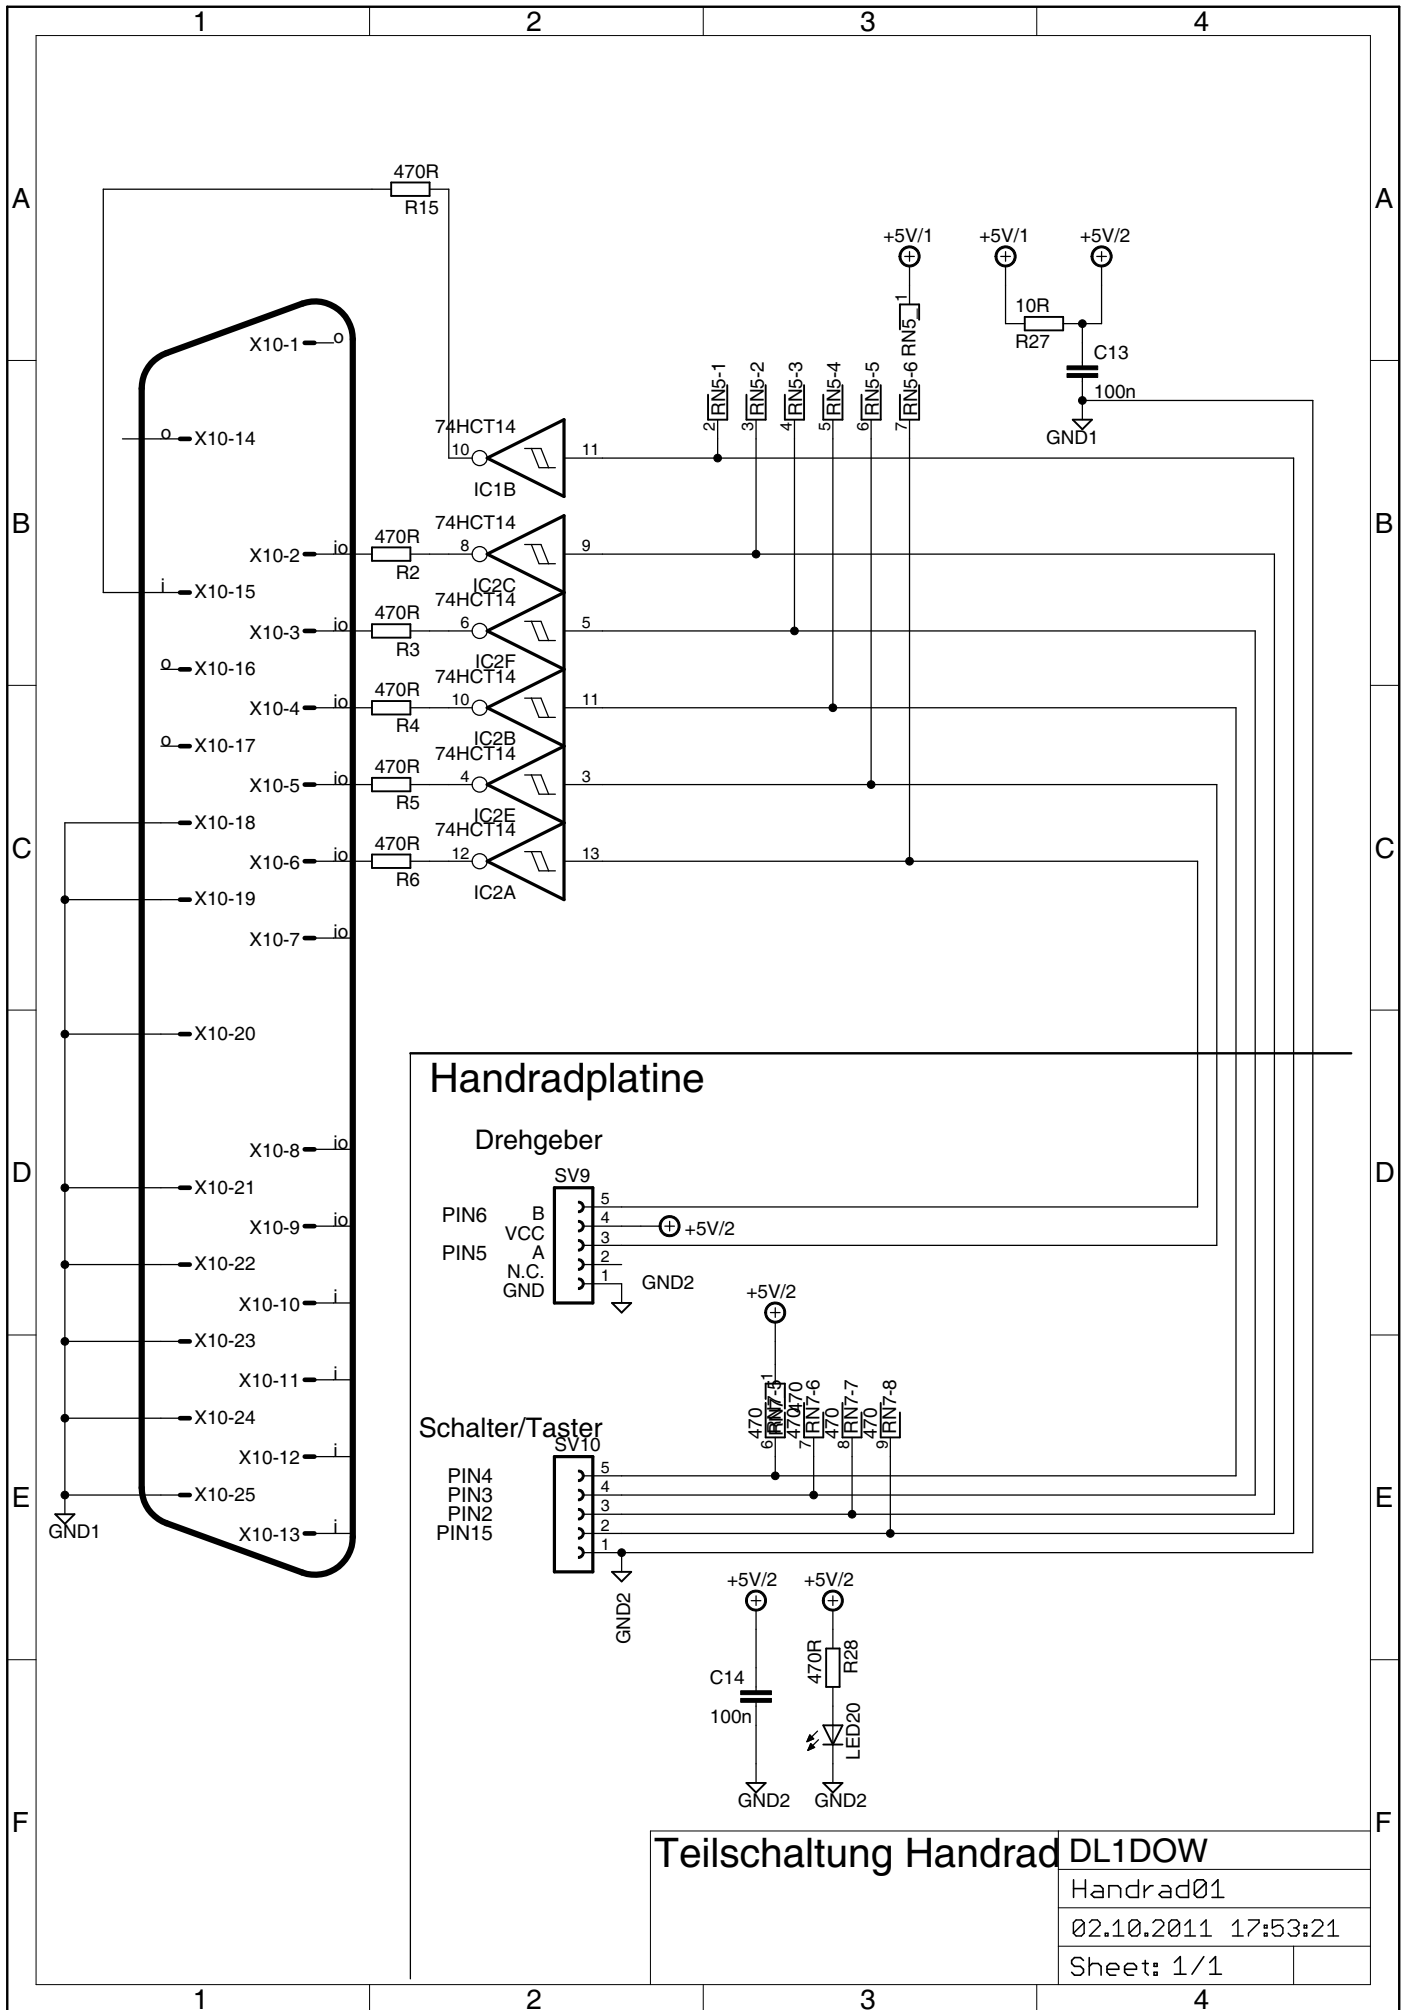 1 2 3 4
A A
470R
R15
+5V/1 +5V/1 +5V/2
1
RN5_
10R
R27
C13
100n
GND1
X10-1 o
RN5-1 RN5-2 RN5-3 RN5-4 RN5-5 RN5-6
2 3 4 5 6 7
o X10-14
74HCT14
10 11
IC1B
B B
74HCT14
X10-2 io 470R 8 9
R2 IC2C
i X10-15
74HCT14
X10-3 io 470R 6 5
R3 IC2F
o X10-16
74HCT14
X10-4 io 470R 10 11
R4 IC2B
o X10-17
74HCT14
X10-5 io 470R 4 3
R5 IC2E
X10-18
74HCT14
C C
X10-6 io 470R 12 13
R6 IC2A
X10-19
X10-7 io
X10-20
Handradplatine
Drehgeber
X10-8 io
D D
SV9
X10-21
PIN6 B 5
X10-9 io
VCC 4 +5V/2
PIN5 A 3
X10-22
N.C. 2
GND 1 GND2
X10-10 i
+5V/2
X10-23
X10-11 i
1
470 RN7-5 470
470 RN7-6
470 RN7-7
470 RN7-8
6 7 8 9
X10-24
Schalter/Taster
SV10
X10-12 i
PIN4 5
PIN3 4
PIN2 3
PIN15 2
1
E E
X10-25
GND1
X10-13 i
GND2
+5V/2 +5V/2
C14
100n
470R
R28
LED20
GND2 GND2
F F
Teilschaltung Handrad
DL1DOW
Handrad01
02.10.2011 17:53:21
Sheet: 1/1
1 2 3 4